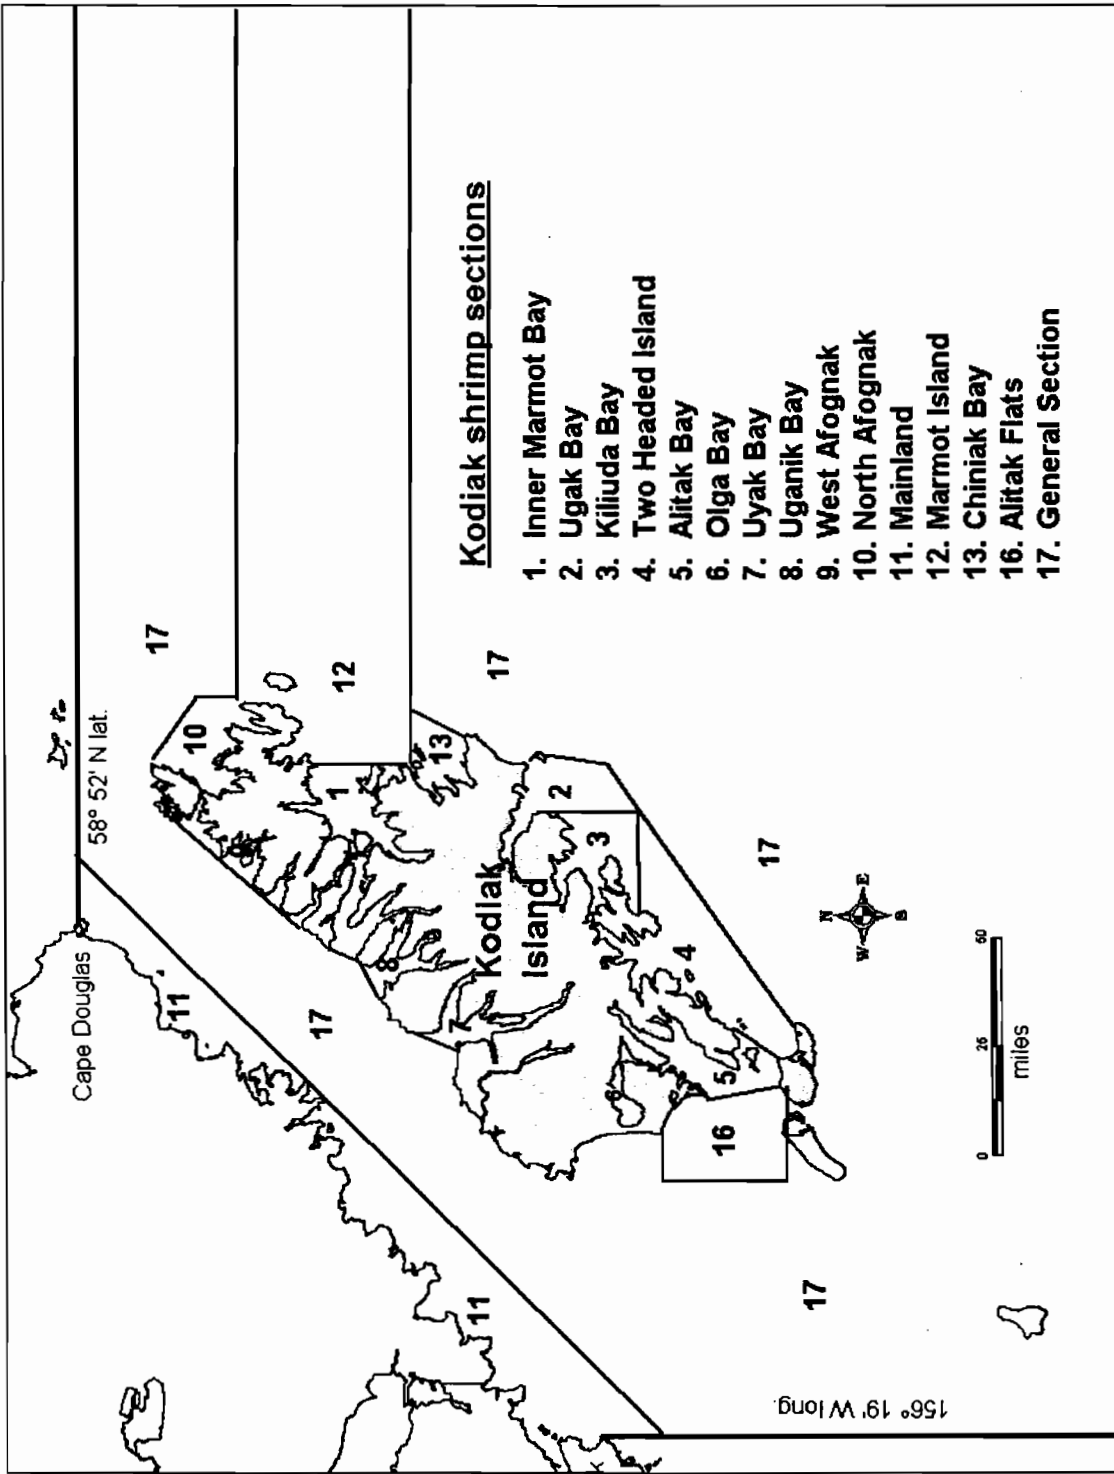 Kodiak shrimp sections
1. Inner Marmot Bay
2. Ugak Bay
3. Kiliuda Bay
4. Two Headed Island
5. Alitak Bay
6. Olga Bay
7. Uyak Bay
8. Uganik Bay
9. West Afognak
10. North Afognak
11. Mainland
12. Marmot Island
13. Chiniak Bay
16. Alitak Flats
17. General Section
58° 52' N lat.
Cape Douglas
11
17
10
17
12
1
13
17
8
7
Kodiak
Island
2
3
17
4
6
5
16
11
17
156° 19' W long.
N
W
E
S
0
26
60
miles